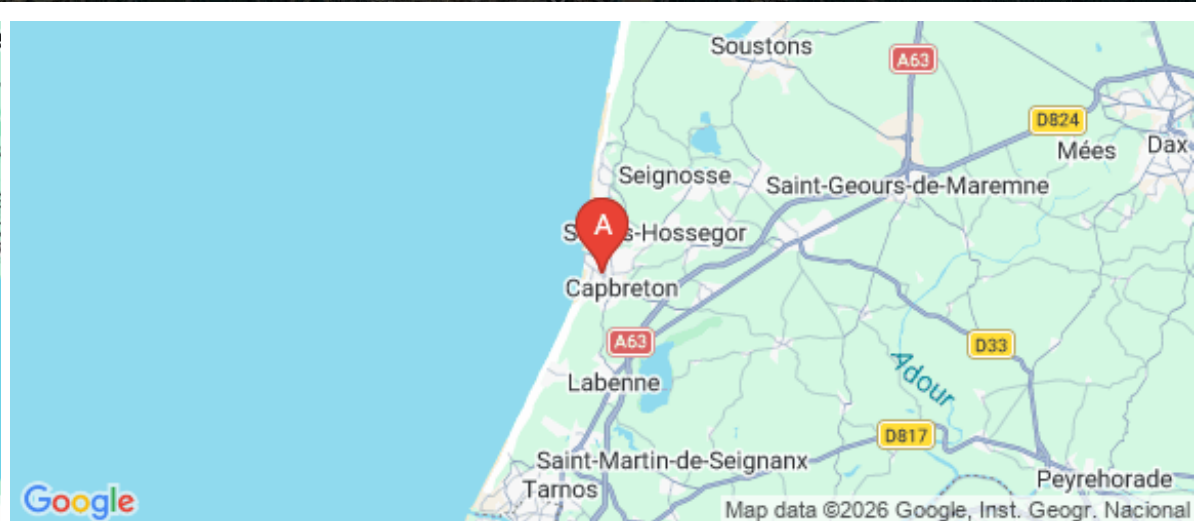 Soustons
A63
D824
Mées
Dax
Seignosse
Saint-Geours-de-Maremne
A
s-Hossegor
Capbreton
A63
D33
Labenne
Adour
D817
Saint-Martin-de-Seignanx
Tarnos
Peyrehorade
Google
Map data ©2026 Google, Inst. Geogr. Nacional